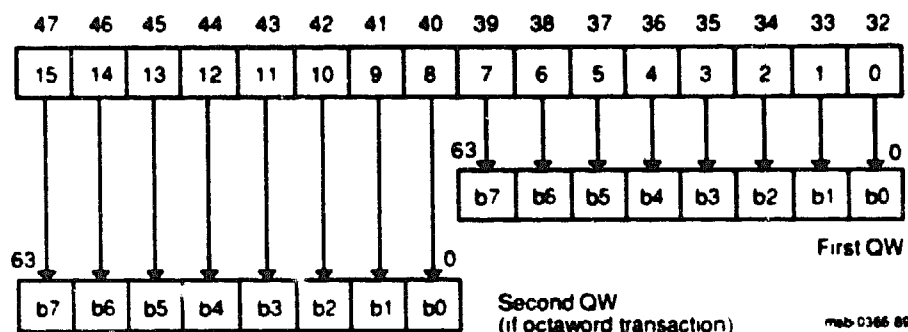 47 46 45 44 43 42 41 40 39 38 37 36 35 34 33 32
15 14 13 12 11 10 9 8 7 6 5 4 3 2 1 0
63 0
b7 b6 b5 b4 b3 b2 b1 b0
First QW
63 0
b7 b6 b5 b4 b3 b2 b1 b0
Second QW
(if octaword transaction)
msb-0366-89